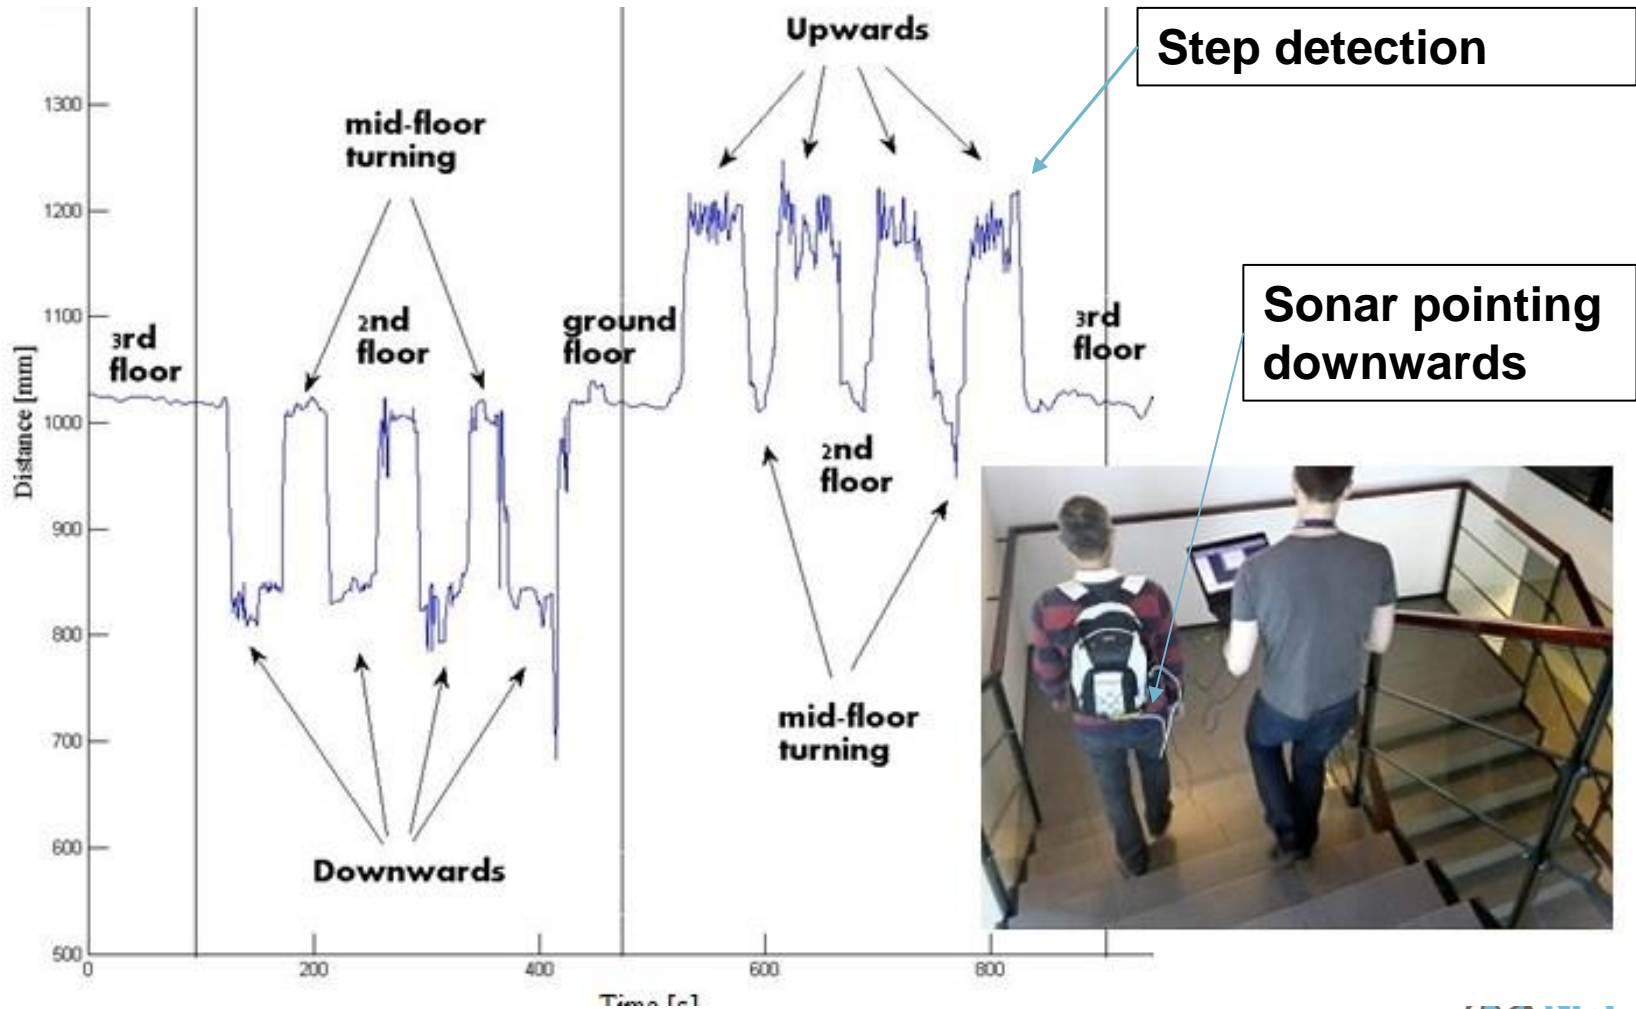 Upwards
Step detection
1300
mid-floor
turning
1200
Sonar pointing
downwards
1100
3rd
floor
2nd
floor
ground
floor
3rd
floor
1000
Distance [mm]
2nd
floor
900
800
700
mid-floor
turning
600
Downwards
500
0
200
400
600
800
Time [s]